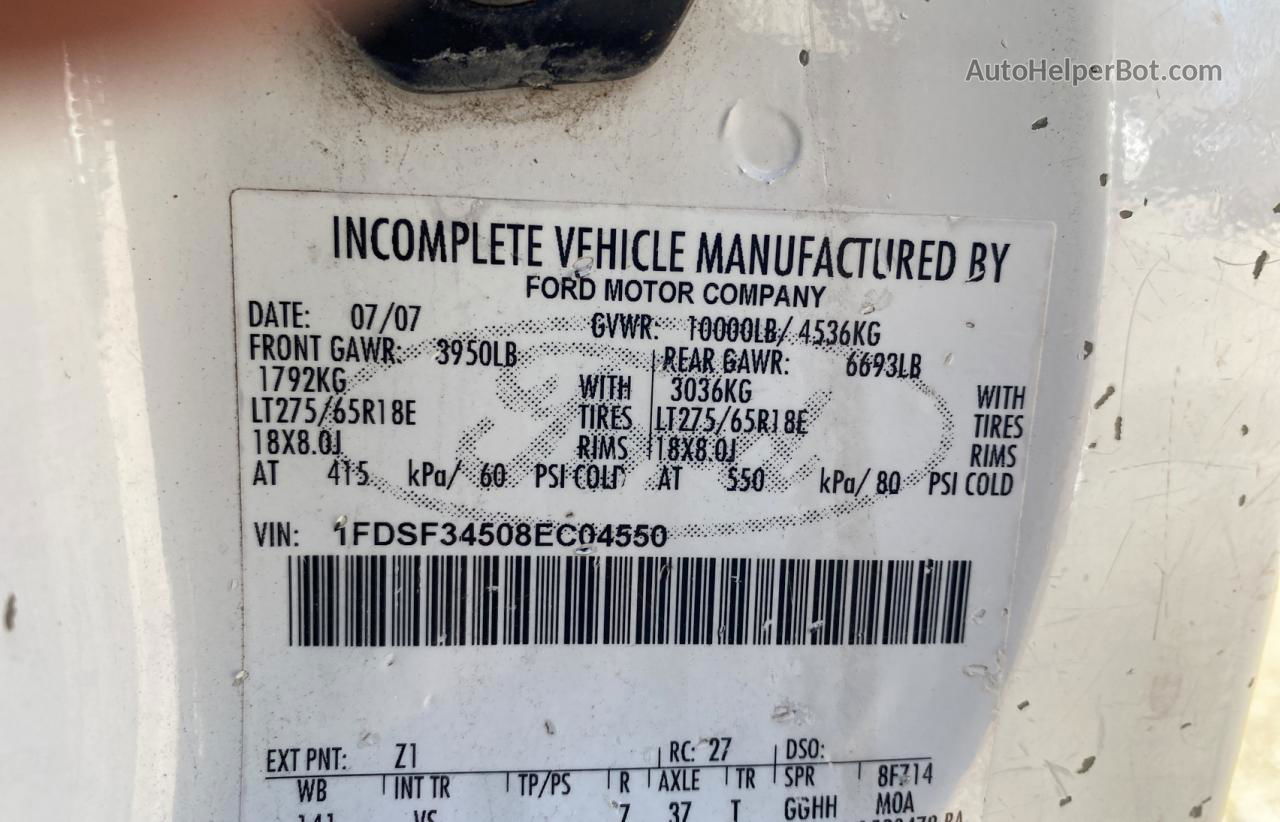 AutoHelperBot.com
INCOMPLETE VEHICLE MANUFACTURED BY
FORD MOTOR COMPANY
DATE: 07/07 GVWR: 10000LB/ 4536KG
FRONT GAWR: 3950LB REAR GAWR: 6693LB
1792KG WITH 3036KG WITH
LT275/65R18E TIRES LT275/65R18E TIRES
18X8.0J RIMS 18X8.0J RIMS
AT 415 kPa/ 60 PSI COLD AT 550 kPa/ 80 PSI COLD
VIN: 1FDSF34508EC04550
EXT PNT: Z1 RC: 27 DSO:
WB INT TR TP/PS R AXLE TR SPR 8F714
141 VS 7 37 T GGHH MOA